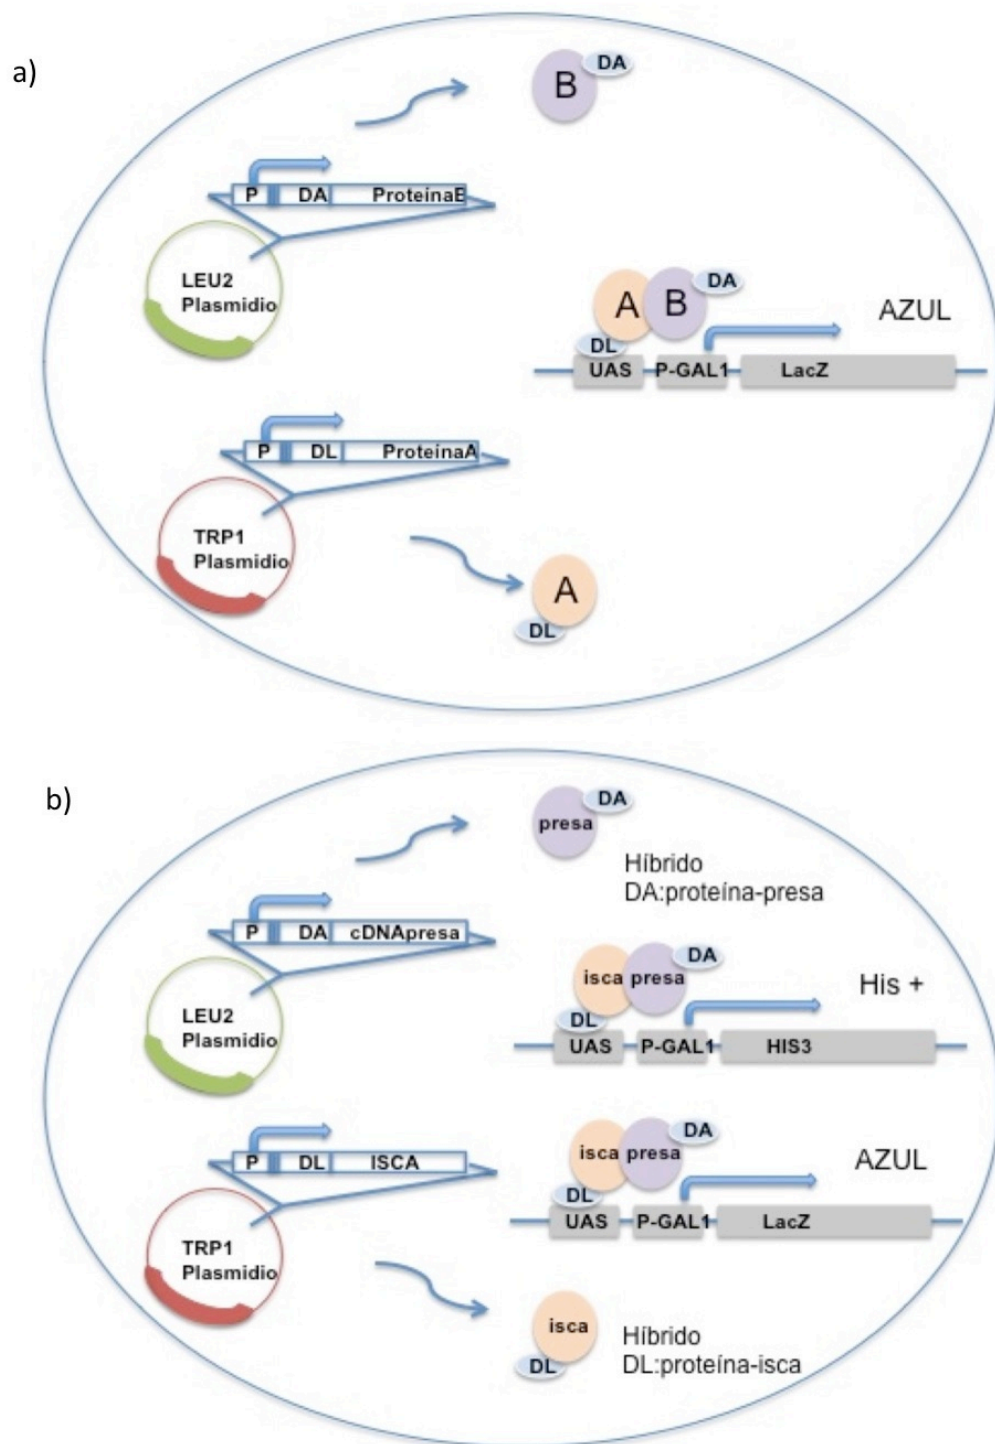 a)
DA
B
P DA ProteínaE
LEU2
Plasmidio
A B DA
AZUL
DL
UAS P-GAL1 LacZ
P DL ProteínaA
TRP1
Plasmidio
A
DL
b)
DA
presa
Híbrido
DA:proteína-presa
P DA cDNApresa
LEU2
Plasmidio
isca presa DA
His +
DL
UAS P-GAL1 HIS3
P DL ISCA
TRP1
Plasmidio
isca presa DA
AZUL
DL
UAS P-GAL1 LacZ
isca
DL
Híbrido
DL:proteína-isca